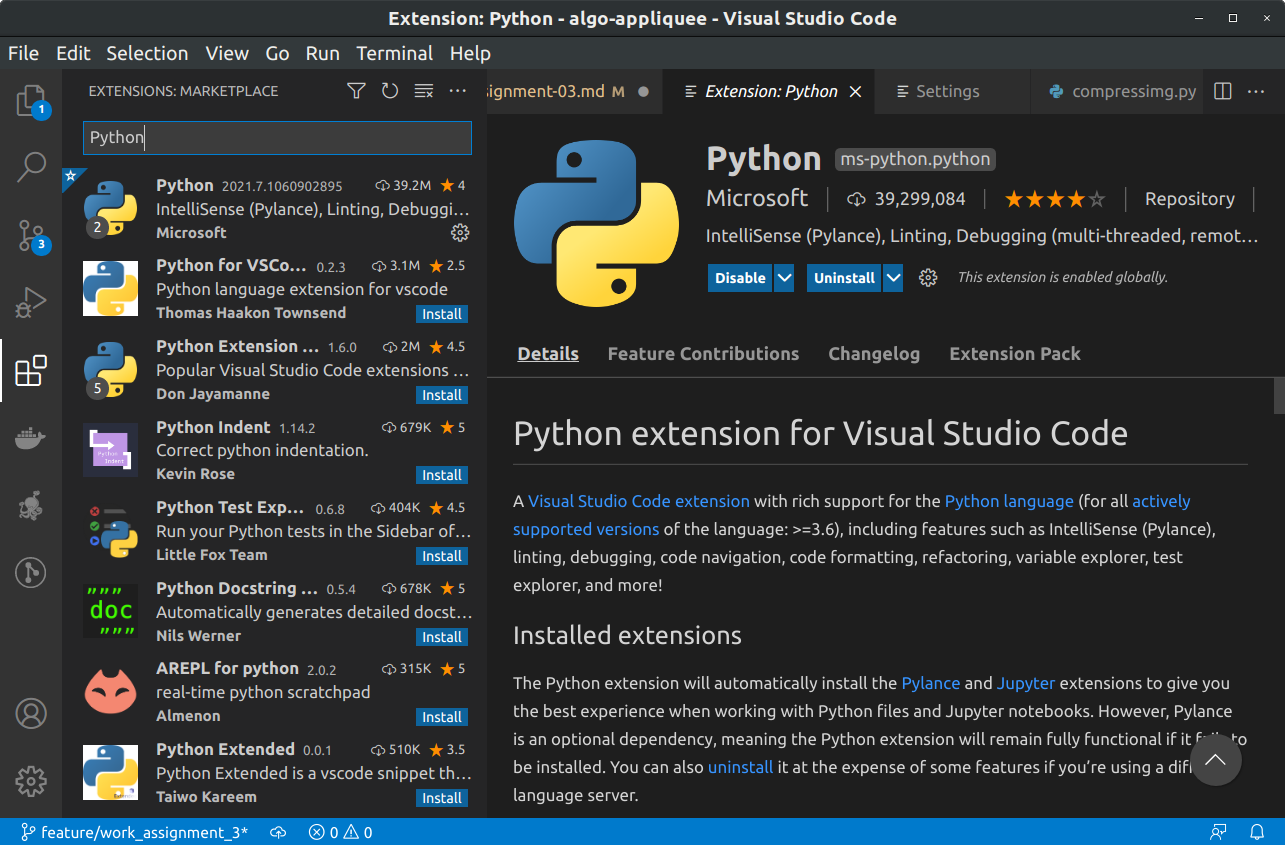 Extension: Python - algo-appliquee - Visual Studio Code
File Edit Selection View Go Run Terminal Help
EXTENSIONS: MARKETPLACE
Python
Python 2021.7.1060902895 39.2M 4
IntelliSense (Pylance), Linting, Debuggi...
2
Microsoft
Python for VSCo... 0.2.3 3.1M 2.5
Python language extension for vscode
Thomas Haakon Townsend Install
Python Extension ... 1.6.0 2M 4.5
Popular Visual Studio Code extensions ...
5
Don Jayamanne Install
Python Indent 1.14.2 679K 5
Correct python indentation.
Python Indent
Kevin Rose Install
Python Test Exp... 0.6.8 404K 4.5
Run your Python tests in the Sidebar of...
Little Fox Team Install
Python Docstring ... 0.5.4 678K 5
"""
doc
"""
Automatically generates detailed docst...
Nils Werner Install
AREPL for python 2.0.2 315K 5
real-time python scratchpad
Almenon Install
Python Extended 0.0.1 510K 3.5
Python Extended is a vscode snippet th...
Taiwo Kareem Install
1
3
signment-03.md M Extension: Python Settings compressimg.py
Python ms-python.python
Microsoft 39,299,084 Repository
IntelliSense (Pylance), Linting, Debugging (multi-threaded, remot...
Disable Uninstall This extension is enabled globally.
Details Feature Contributions Changelog Extension Pack
Python extension for Visual Studio Code
A Visual Studio Code extension with rich support for the Python language (for all actively
supported versions of the language: >=3.6), including features such as IntelliSense (Pylance),
linting, debugging, code navigation, code formatting, refactoring, variable explorer, test
explorer, and more!
Installed extensions
The Python extension will automatically install the Pylance and Jupyter extensions to give you
the best experience when working with Python files and Jupyter notebooks. However, Pylance
is an optional dependency, meaning the Python extension will remain fully functional if it to
be installed. You can also uninstall it at the expense of some features if you're using a
language server.
feature/work_assignment_3* 0 0